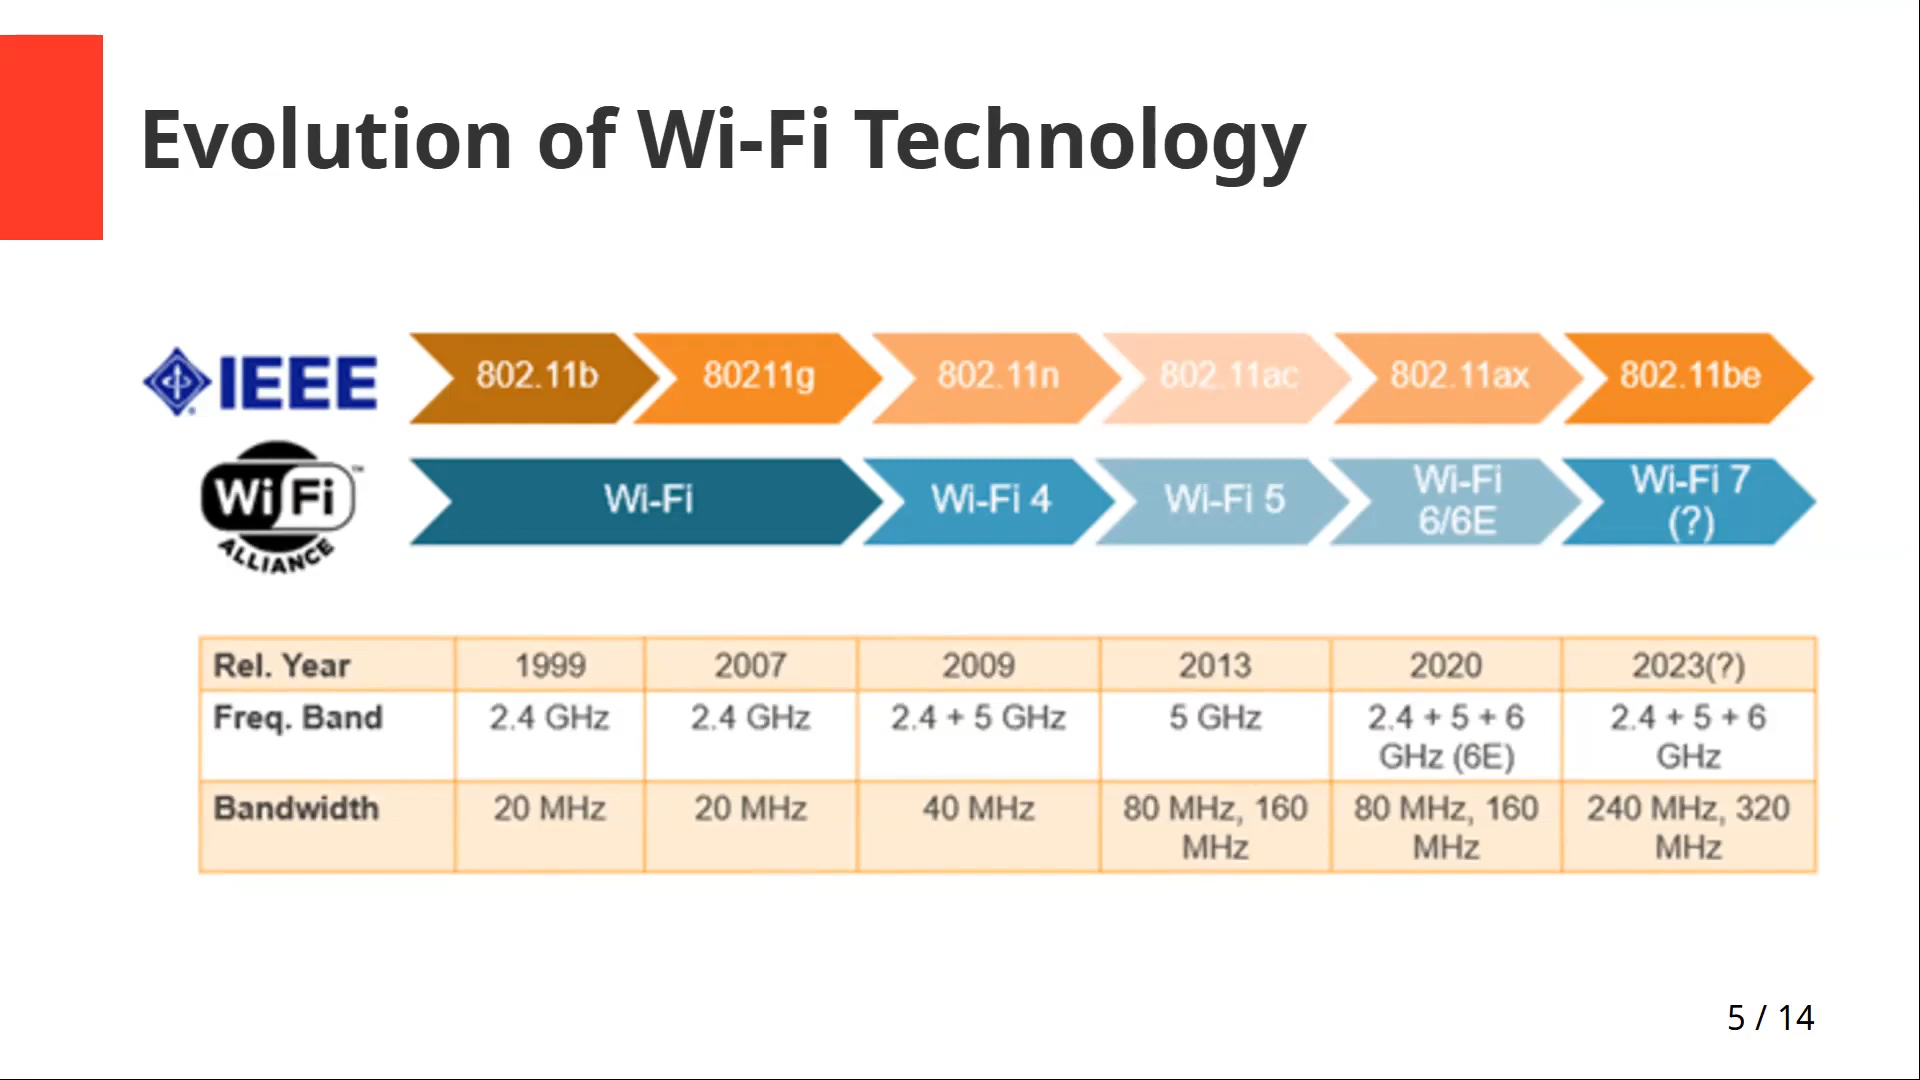 Evolution of Wi-Fi Technology
IEEE
802.11b 80211g 802.11n 802.11ac 802.11ax 802.11be
Wi Fi
ALLIANCE
TM
Wi-Fi Wi-Fi 4 Wi-Fi 5 Wi-Fi
6/6E Wi-Fi 7
(?)
Rel. Year 1999 2007 2009 2013 2020 2023(?)
Freq. Band 2.4 GHz 2.4 GHz 2.4 + 5 GHz 5 GHz 2.4 + 5 + 6
GHz (6E) 2.4 + 5 + 6
GHz
Bandwidth 20 MHz 20 MHz 40 MHz 80 MHz, 160
MHz 80 MHz, 160
MHz 240 MHz, 320
MHz
5 / 14